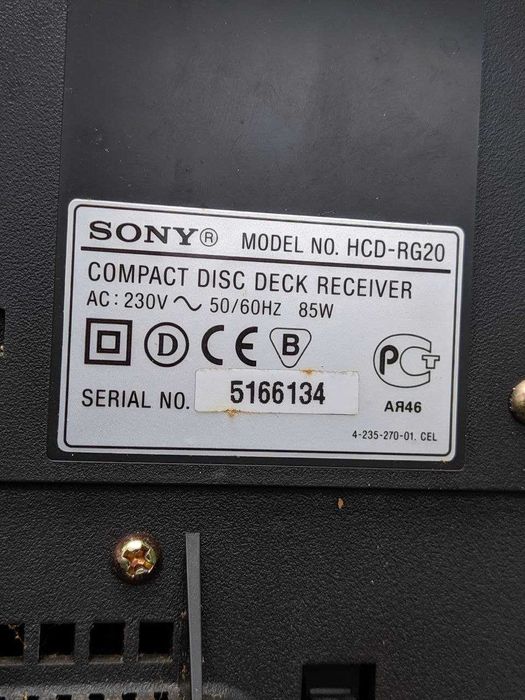 SONY® MODEL NO. HCD-RG20
COMPACT DISC DECK RECEIVER
AC: 230V ~ 50/60HZ 85W
D CE B
РСТ
SERIAL NO. 5166134
АЯ46
4-235-270-01. CEL